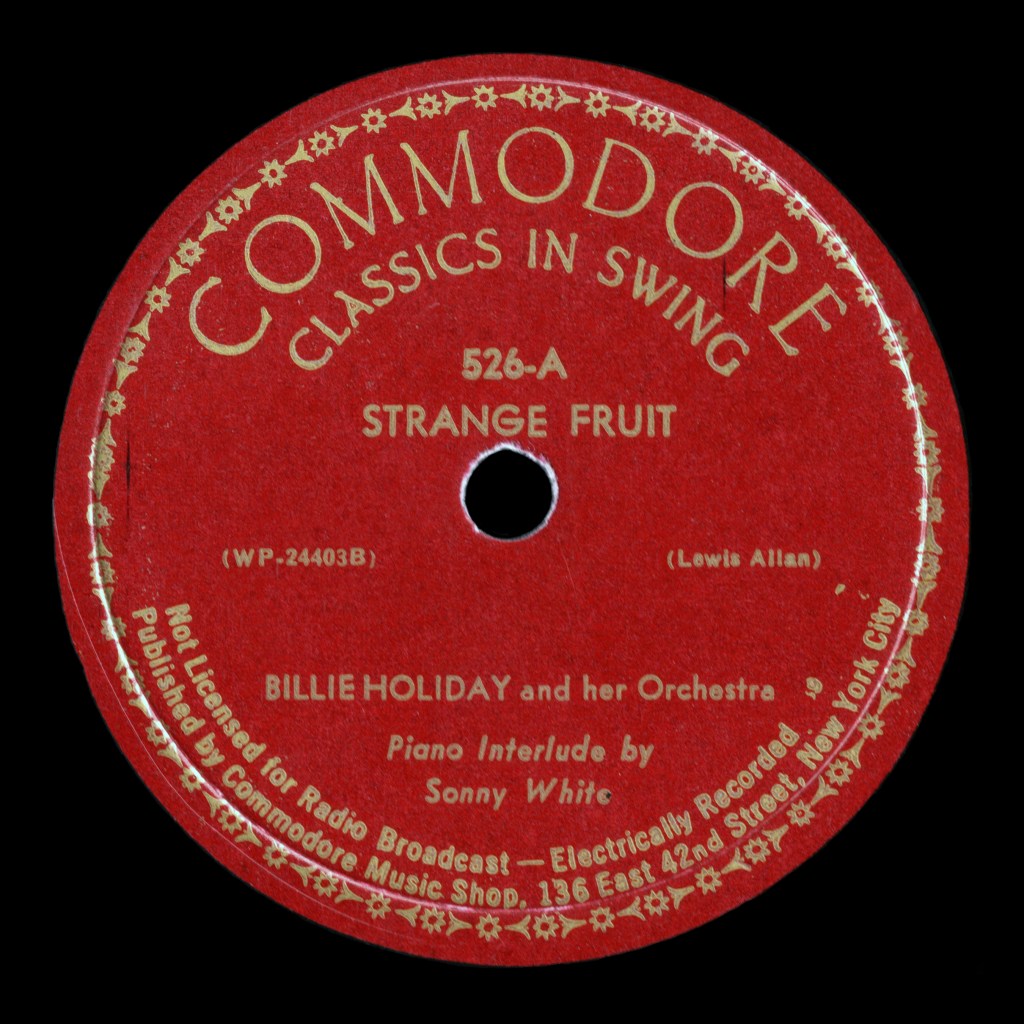 COMMODORE
CLASSICS IN SWING
526-A
STRANGE FRUIT
(WP-24403B)
(Lewis Allan)
BILLIE HOLIDAY and her Orchestra
Piano Interlude by
Sonny White
Not Licensed for Radio Broadcast — Electrically Recorded
Published by Commodore Music Shop, 136 East 42nd Street, New York City